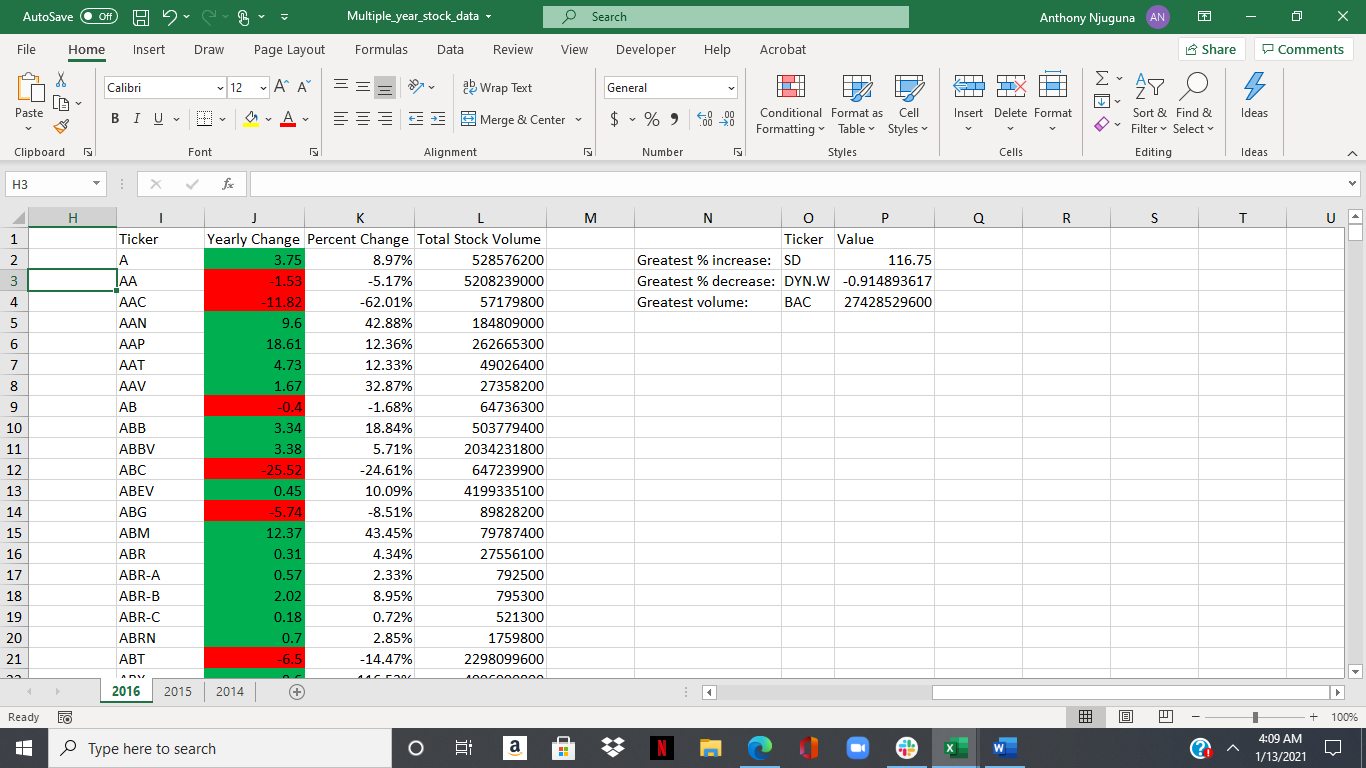 AutoSave Off Multiple_year_stock_data Search Anthony Njuguna AN
File Home Insert Draw Page Layout Formulas Data Review View Developer Help Acrobat Share Comments
Calibri 12 A A ab Wrap Text General
Paste B I U A Merge & Center $ % Conditional Formatting Format as Table Cell Styles Insert Delete Format Sort & Filter Find & Select Ideas
Clipboard Font Alignment Number Styles Cells Editing Ideas
H3 fx
H I J K L M N O P Q R S T U
1 Ticker Yearly Change Percent Change Total Stock Volume Ticker Value
2 A 3.75 8.97% 528576200 Greatest % increase: SD 116.75
3 AA -1.53 -5.17% 5208239000 Greatest % decrease: DYN.W -0.914893617
4 AAC -11.82 -62.01% 57179800 Greatest volume: BAC 27428529600
5 AAN 9.6 42.88% 184809000
6 AAP 18.61 12.36% 262665300
7 AAT 4.73 12.33% 49026400
8 AAV 1.67 32.87% 27358200
9 AB -0.4 -1.68% 64736300
10 ABB 3.34 18.84% 503779400
11 ABBV 3.38 5.71% 2034231800
12 ABC -25.52 -24.61% 647239900
13 ABEV 0.45 10.09% 4199335100
14 ABG -5.74 -8.51% 89828200
15 ABM 12.37 43.45% 79787400
16 ABR 0.31 4.34% 27556100
17 ABR-A 0.57 2.33% 792500
18 ABR-B 2.02 8.95% 795300
19 ABR-C 0.18 0.72% 521300
20 ABRN 0.7 2.85% 1759800
21 ABT -6.5 -14.47% 2298099600
2016 2015 2014
Ready 100%
Type here to search a N W 4:09 AM
1/13/2021